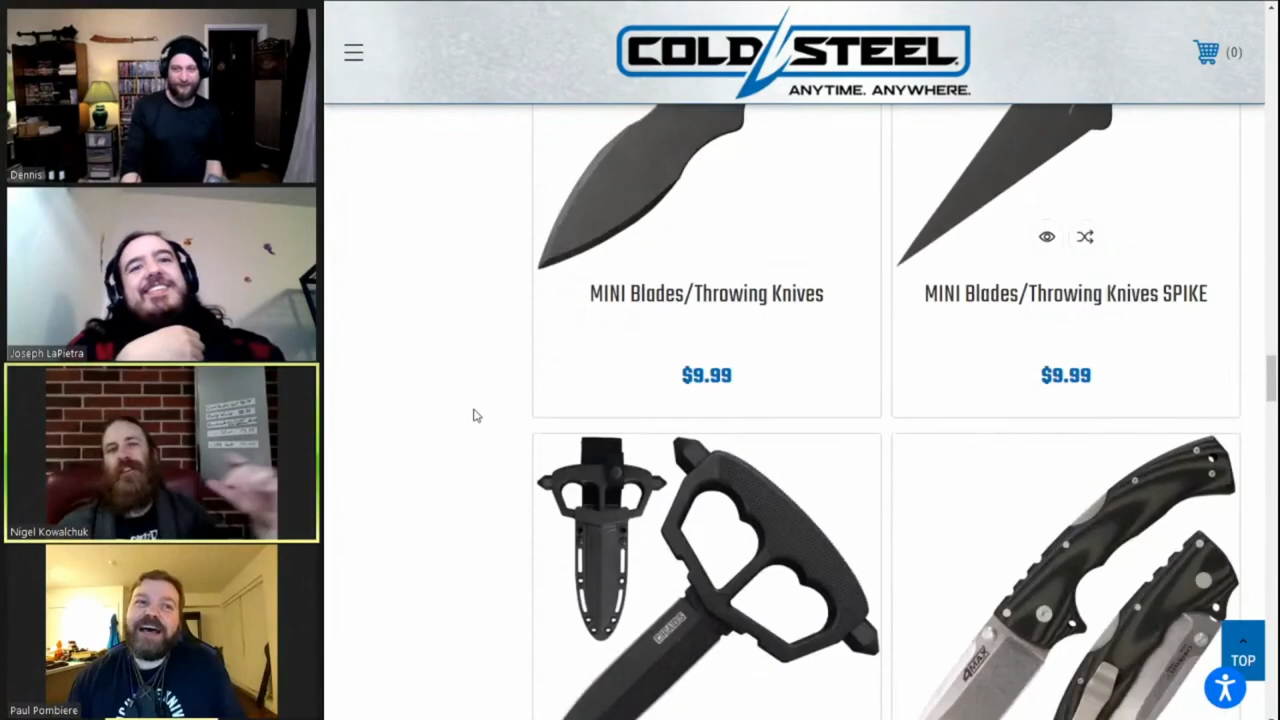 Dennis
Joseph LaPietra
Nigel Kowalchuk
Paul Pombiere
COLD STEEL
ANYTIME. ANYWHERE.
(0)
MINI Blades/Throwing Knives
$9.99
MINI Blades/Throwing Knives SPIKE
$9.99
4MAX
TOP